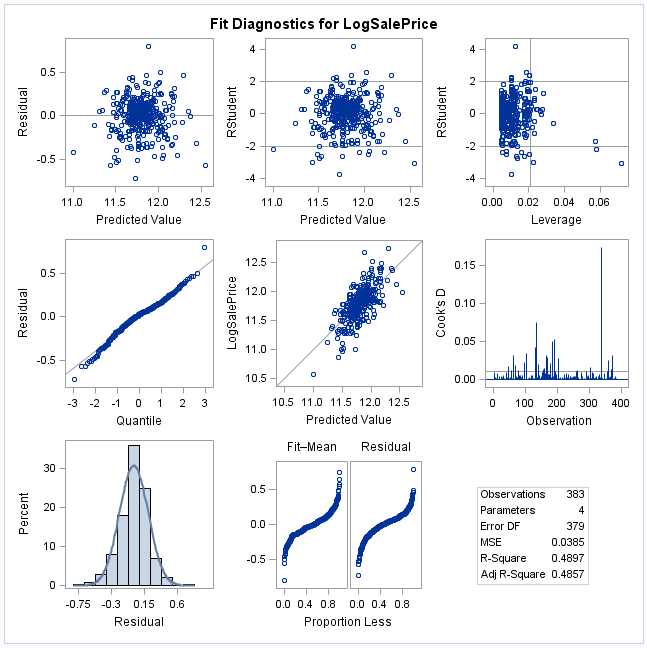 Fit Diagnostics for LogSalePrice
Residual
0.5
0.0
-0.5
11.0 11.5 12.0 12.5
Predicted Value
RStudent
4
2
0
-2
-4
11.0 11.5 12.0 12.5
Predicted Value
RStudent
4
2
0
-2
-4
0.00 0.02 0.04 0.06
Leverage
Residual
0.5
0.0
-0.5
-3 -2 -1 0 1 2 3
Quantile
LogSalePrice
12.5
12.0
11.5
11.0
10.5
10.5 11.0 11.5 12.0 12.5
Predicted Value
Cook's D
0.15
0.10
0.05
0.00
0 100 200 300 400
Observation
Percent
30
20
10
0
-0.75 -0.3 0.15 0.6
Residual
Fit–Mean Residual
0.5
0.0
-0.5
0.0 0.4 0.8 0.0 0.4 0.8
Proportion Less
Observations 383
Parameters 4
Error DF 379
MSE 0.0385
R-Square 0.4897
Adj R-Square 0.4857